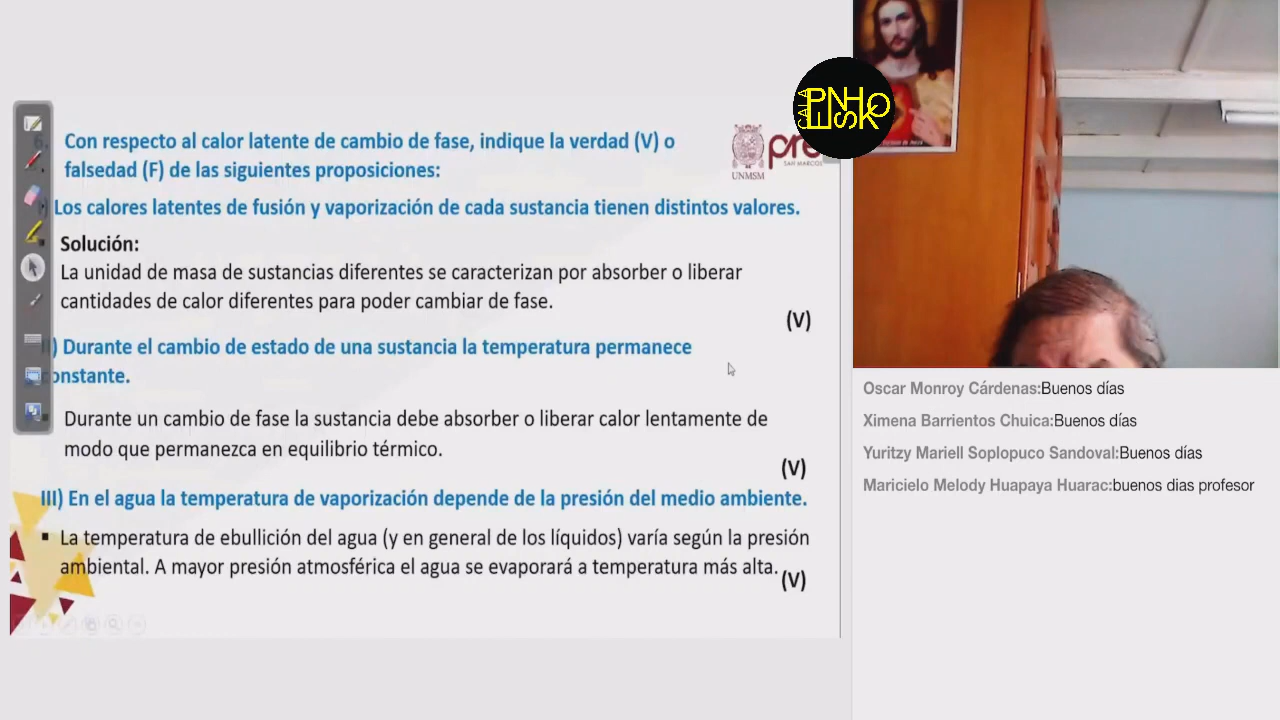 Con respecto al calor latente de cambio de fase, indique la verdad (V) o
falsedad (F) de las siguientes proposiciones:
Los calores latentes de fusión y vaporización de cada sustancia tienen distintos valores.
Solución:
La unidad de masa de sustancias diferentes se caracterizan por absorber o liberar
cantidades de calor diferentes para poder cambiar de fase.
(V)
II) Durante el cambio de estado de una sustancia la temperatura permanece
constante.
Durante un cambio de fase la sustancia debe absorber o liberar calor lentamente de
modo que permanezca en equilibrio térmico.
(V)
III) En el agua la temperatura de vaporización depende de la presión del medio ambiente.
▪ La temperatura de ebullición del agua (y en general de los líquidos) varía según la presión
ambiental. A mayor presión atmosférica el agua se evaporará a temperatura más alta.
(V)
UNMSM
pre
SAN MARCOS
Oscar Monroy Cárdenas:Buenos días
Ximena Barrientos Chuica:Buenos días
Yuritzy Mariell Soplopuco Sandoval:Buenos días
Maricielo Melody Huapaya Huarac:buenos dias profesor